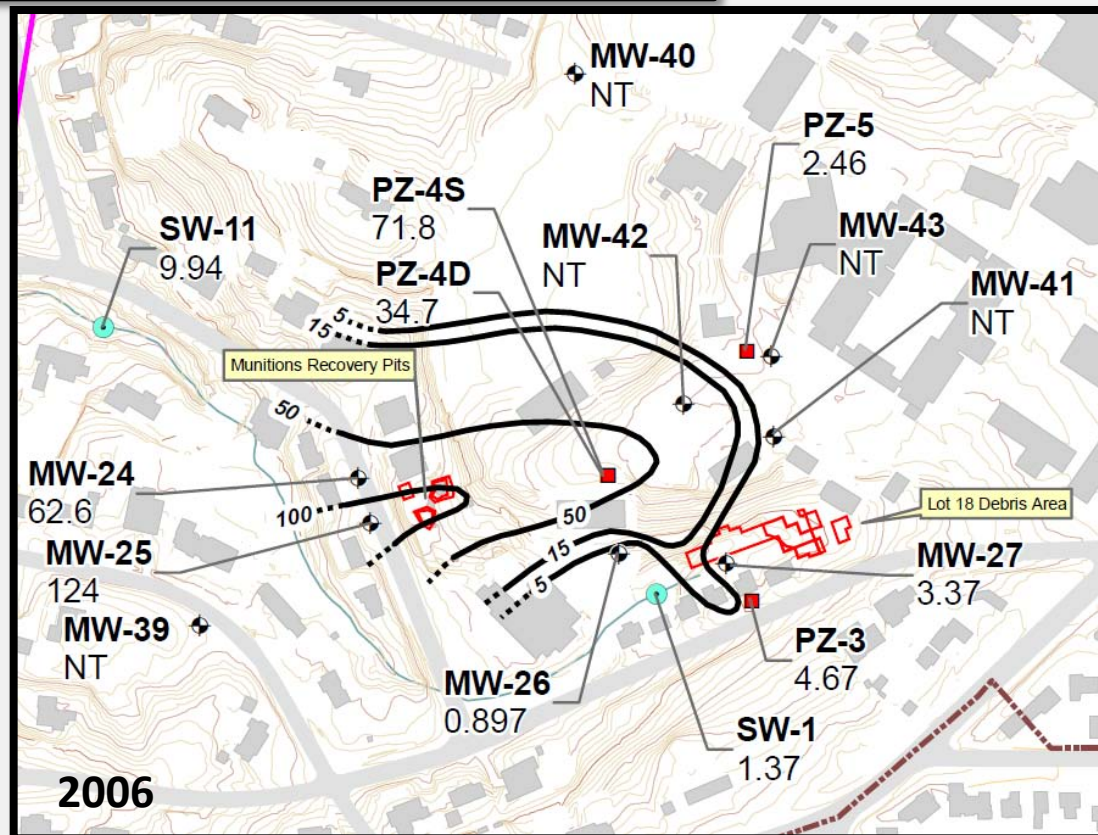 MW-40
NT
PZ-5
2.46
PZ-4S
71.8
SW-11
9.94
MW-42
NT
MW-43
NT
PZ-4D
34.7
MW-41
NT
5
15
Munitions Recovery Pits
50
MW-24
62.6
100
50
Lot 18 Debris Area
MW-25
124
15
MW-27
3.37
5
MW-39
NT
PZ-3
4.67
MW-26
0.897
SW-1
1.37
2006